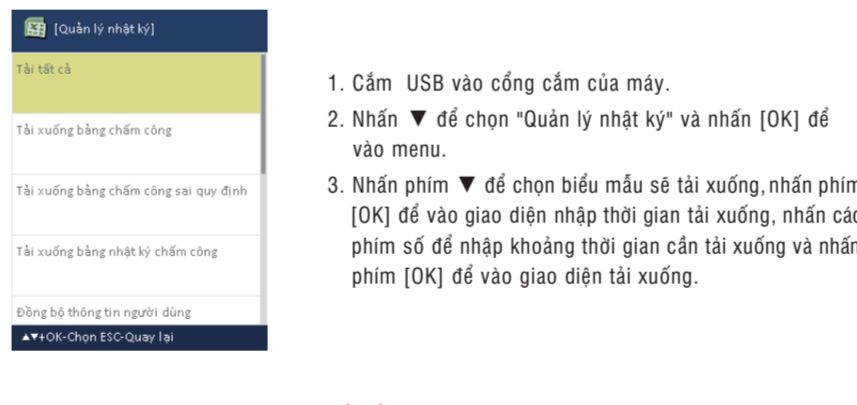 [Quản lý nhật ký]
Tải tất cả
Tải xuống bảng chấm công
Tải xuống bảng chấm công sai quy định
Tải xuống bảng nhật ký chấm công
Đồng bộ thông tin người dùng
▲▼+OK-Chọn ESC-Quay lại
1. Cắm USB vào cổng cắm của máy.
2. Nhấn ▼ để chọn "Quản lý nhật ký" và nhấn [OK] để
vào menu.
3. Nhấn phím ▼ để chọn biểu mẫu sẽ tải xuống, nhấn phím
[OK] để vào giao diện nhập thời gian tải xuống, nhấn các
phím số để nhập khoảng thời gian cần tải xuống và nhấn
phím [OK] để vào giao diện tải xuống.